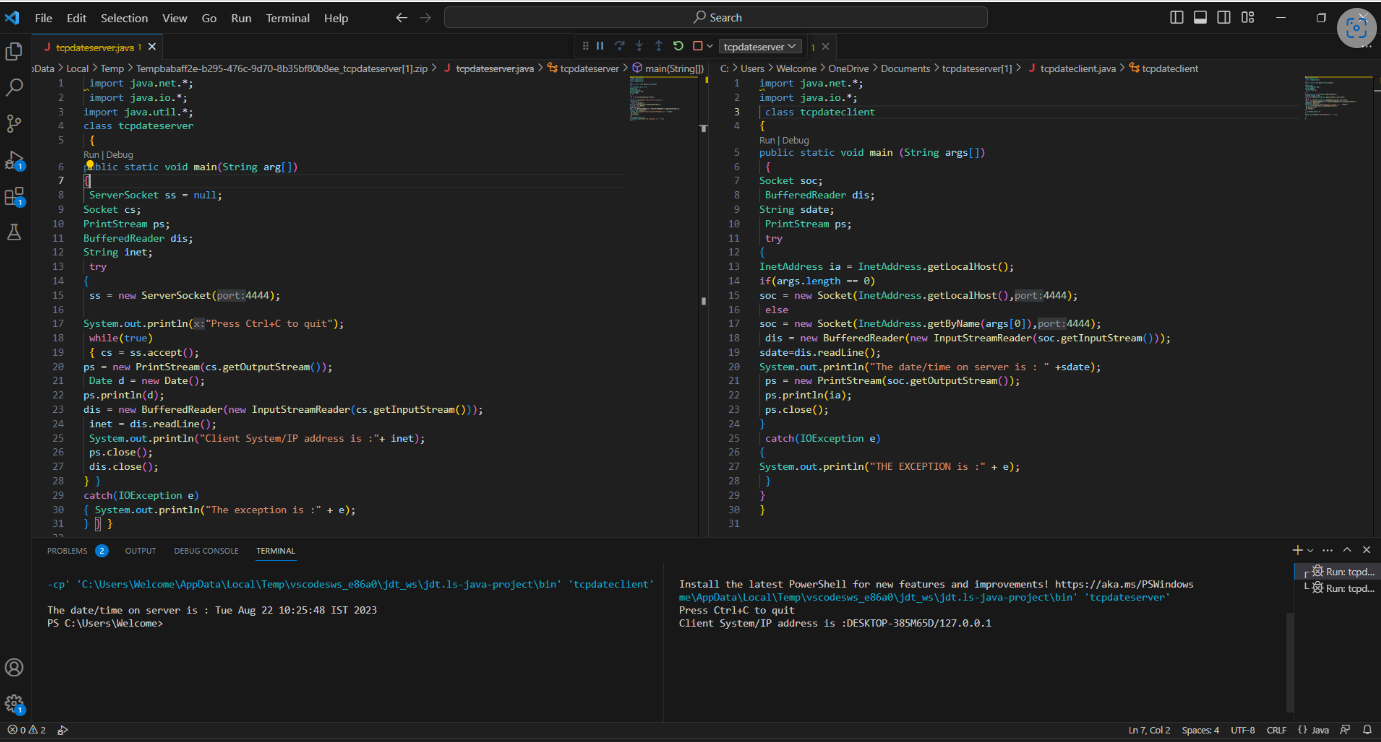 File Edit Selection View Go Run Terminal Help
Search
tcpdateserver.java 1
tcpdateserver
1
Data > Local > Temp > Tempbabaff2e-b295-476c-9d70-8b35bf80b8ee_tcpdateserver[1].zip > tcpdateserver.java > tcpdateserver > main(String[])
1 import java.net.*;
2 import java.io.*;
3 import java.util.*;
4 class tcpdateserver
5 {
Run | Debug
6 public static void main(String arg[])
7 {
8 ServerSocket ss = null;
9 Socket cs;
10 PrintStream ps;
11 BufferedReader dis;
12 String inet;
13 try
14 {
15 ss = new ServerSocket(port:4444);
16
17 System.out.println(x:"Press Ctrl+C to quit");
18 while(true)
19 { cs = ss.accept();
20 ps = new PrintStream(cs.getOutputStream());
21 Date d = new Date();
22 ps.println(d);
23 dis = new BufferedReader(new InputStreamReader(cs.getInputStream()));
24 inet = dis.readLine();
25 System.out.println("Client System/IP address is :"+ inet);
26 ps.close();
27 dis.close();
28 } }
29 catch(IOException e)
30 { System.out.println("The exception is :" + e);
31 } } }
C: > Users > Welcome > OneDrive > Documents > tcpdateserver[1] > tcpdateclient.java > tcpdateclient
1 import java.net.*;
2 import java.io.*;
3 class tcpdateclient
4 {
Run | Debug
5 public static void main (String args[])
6 {
7 Socket soc;
8 BufferedReader dis;
9 String sdate;
10 PrintStream ps;
11 try
12 {
13 InetAddress ia = InetAddress.getLocalHost();
14 if(args.length == 0)
15 soc = new Socket(InetAddress.getLocalHost(),port:4444);
16 else
17 soc = new Socket(InetAddress.getByName(args[0]),port:4444);
18 dis = new BufferedReader(new InputStreamReader(soc.getInputStream()));
19 sdate=dis.readLine();
20 System.out.println("The date/time on server is : " +sdate);
21 ps = new PrintStream(soc.getOutputStream());
22 ps.println(ia);
23 ps.close();
24 }
25 catch(IOException e)
26 {
27 System.out.println("THE EXCEPTION is :" + e);
28 }
29 }
30 }
31
PROBLEMS 2 OUTPUT DEBUG CONSOLE TERMINAL
-cp' 'C:\Users\Welcome\AppData\Local\Temp\vscodesws_e86a0\jdt_ws\jdt.ls-java-project\bin' 'tcpdateclient'
The date/time on server is : Tue Aug 22 10:25:48 IST 2023
PS C:\Users\Welcome>
Install the latest PowerShell for new features and improvements! https://aka.ms/PSWindows
me\AppData\Local\Temp\vscodesws_e86a0\jdt_ws\jdt.ls-java-project\bin' 'tcpdateserver'
Press Ctrl+C to quit
Client System/IP address is :DESKTOP-385M65D/127.0.0.1
Run: tcpd...
Run: tcpd...
1
1
1
0 2
Ln 7, Col 2 Spaces: 4 UTF-8 CRLF {} Java